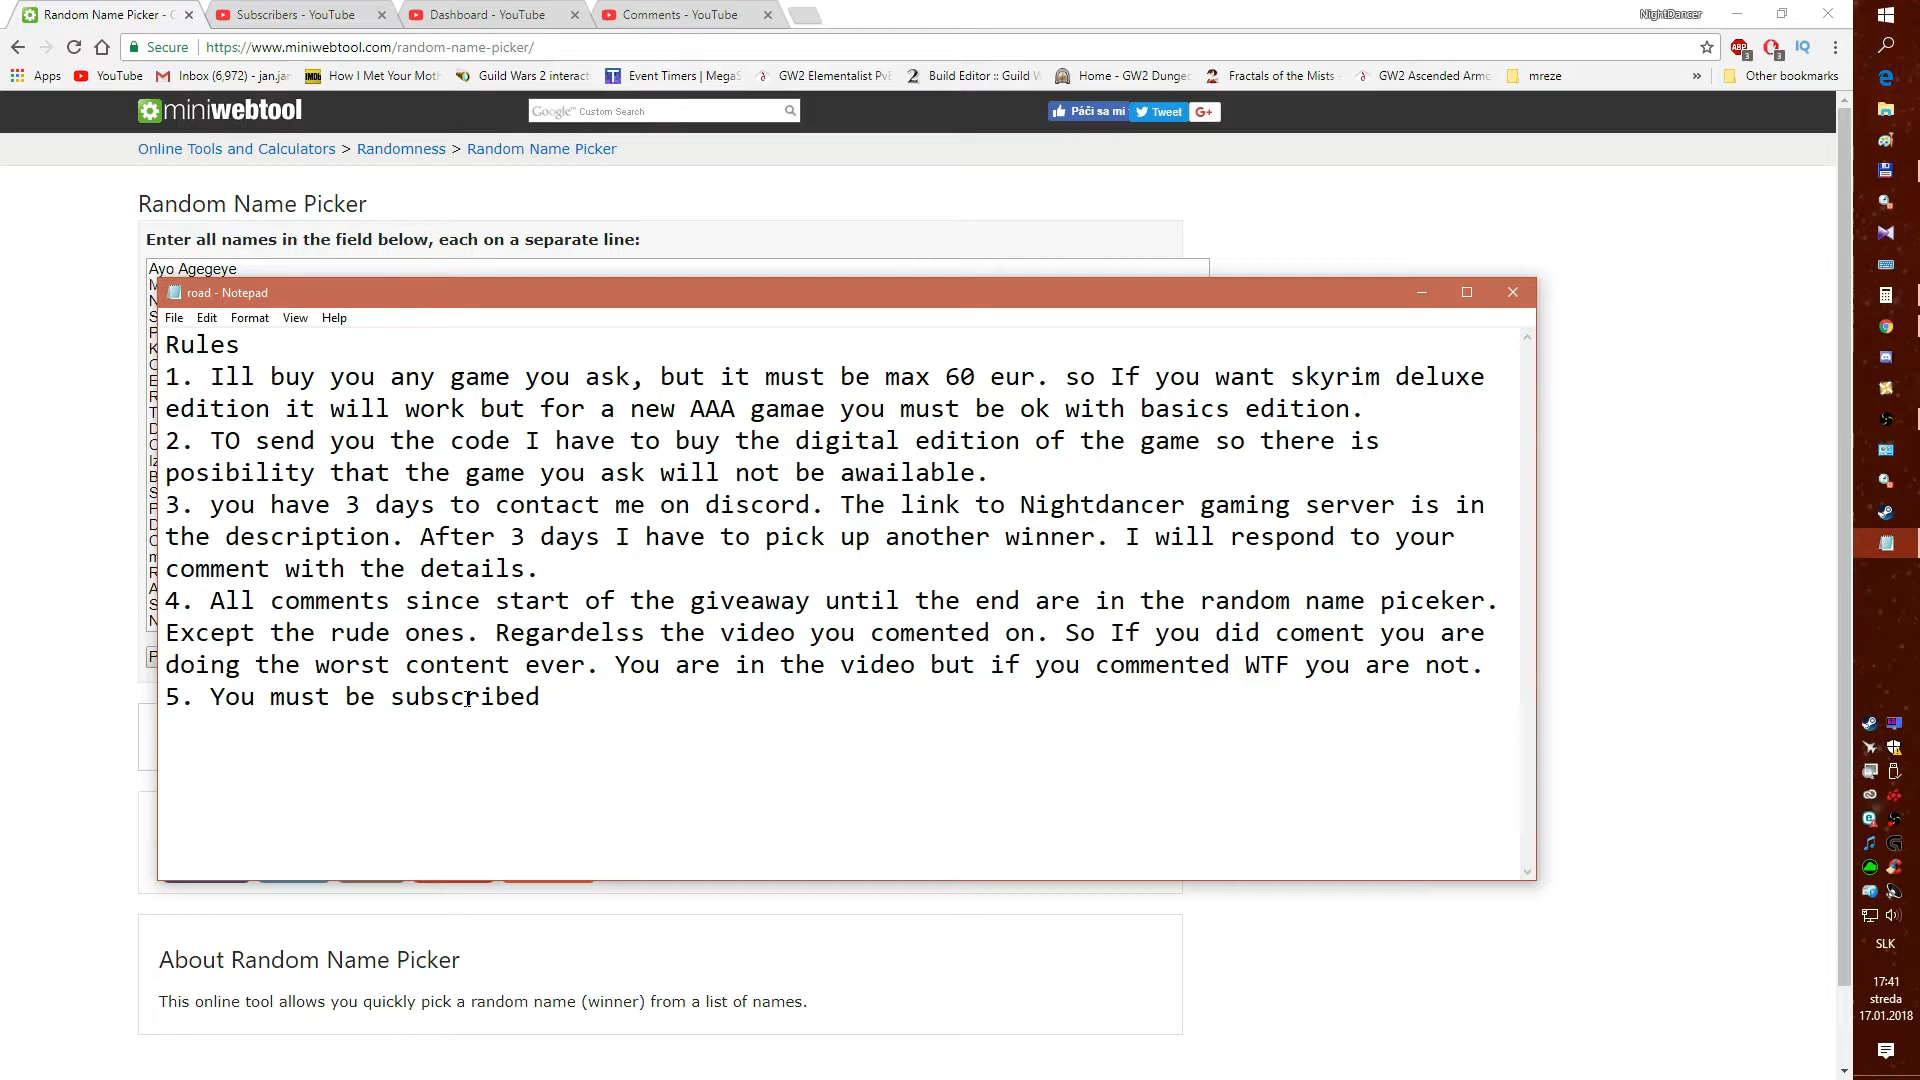 Random Name Picker - C
Subscribers - YouTube
Dashboard - YouTube
Comments - YouTube
NightDancer
Secure
https://www.miniwebtool.com/random-name-picker/
Apps
YouTube
Inbox (6,972) - jan.jan
How I Met Your Moth
Guild Wars 2 interact
Event Timers | MegaS
GW2 Elementalist PvE
Build Editor :: Guild W
Home - GW2 Dunge
Fractals of the Mists -
GW2 Ascended Armo
mreze
»
Other bookmarks
miniwebtool
Google™ Custom Search
Páči sa mi
Tweet
G+
Online Tools and Calculators > Randomness > Random Name Picker
Random Name Picker
Enter all names in the field below, each on a separate line:
Ayo Agegeye
road - Notepad
File Edit Format View Help
Rules
1. Ill buy you any game you ask, but it must be max 60 eur. so If you want skyrim deluxe
edition it will work but for a new AAA gamae you must be ok with basics edition.
2. TO send you the code I have to buy the digital edition of the game so there is
posibility that the game you ask will not be awailable.
3. you have 3 days to contact me on discord. The link to Nightdancer gaming server is in
the description. After 3 days I have to pick up another winner. I will respond to your
comment with the details.
4. All comments since start of the giveaway until the end are in the random name piceker.
Except the rude ones. Regardelss the video you comented on. So If you did coment you are
doing the worst content ever. You are in the video but if you commented WTF you are not.
5. You must be subscribed
About Random Name Picker
This online tool allows you quickly pick a random name (winner) from a list of names.
SLK
17:41
streda
17.01.2018